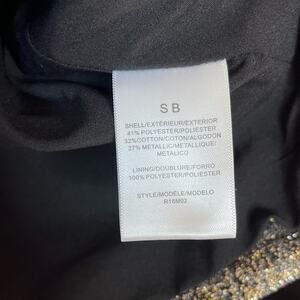 S B
SHELL/EXTÉRIEUR/EXTERIOR
41% POLYESTER/POLIESTER
32%COTTON/COTON/ALGODON
27% METALLIC/METALLIQUE/
METALICO
LINING/DOUBLURE/FORRO
100% POLYESTER/POLIESTER
STYLE/MODÈLE/MODELO
R16M02